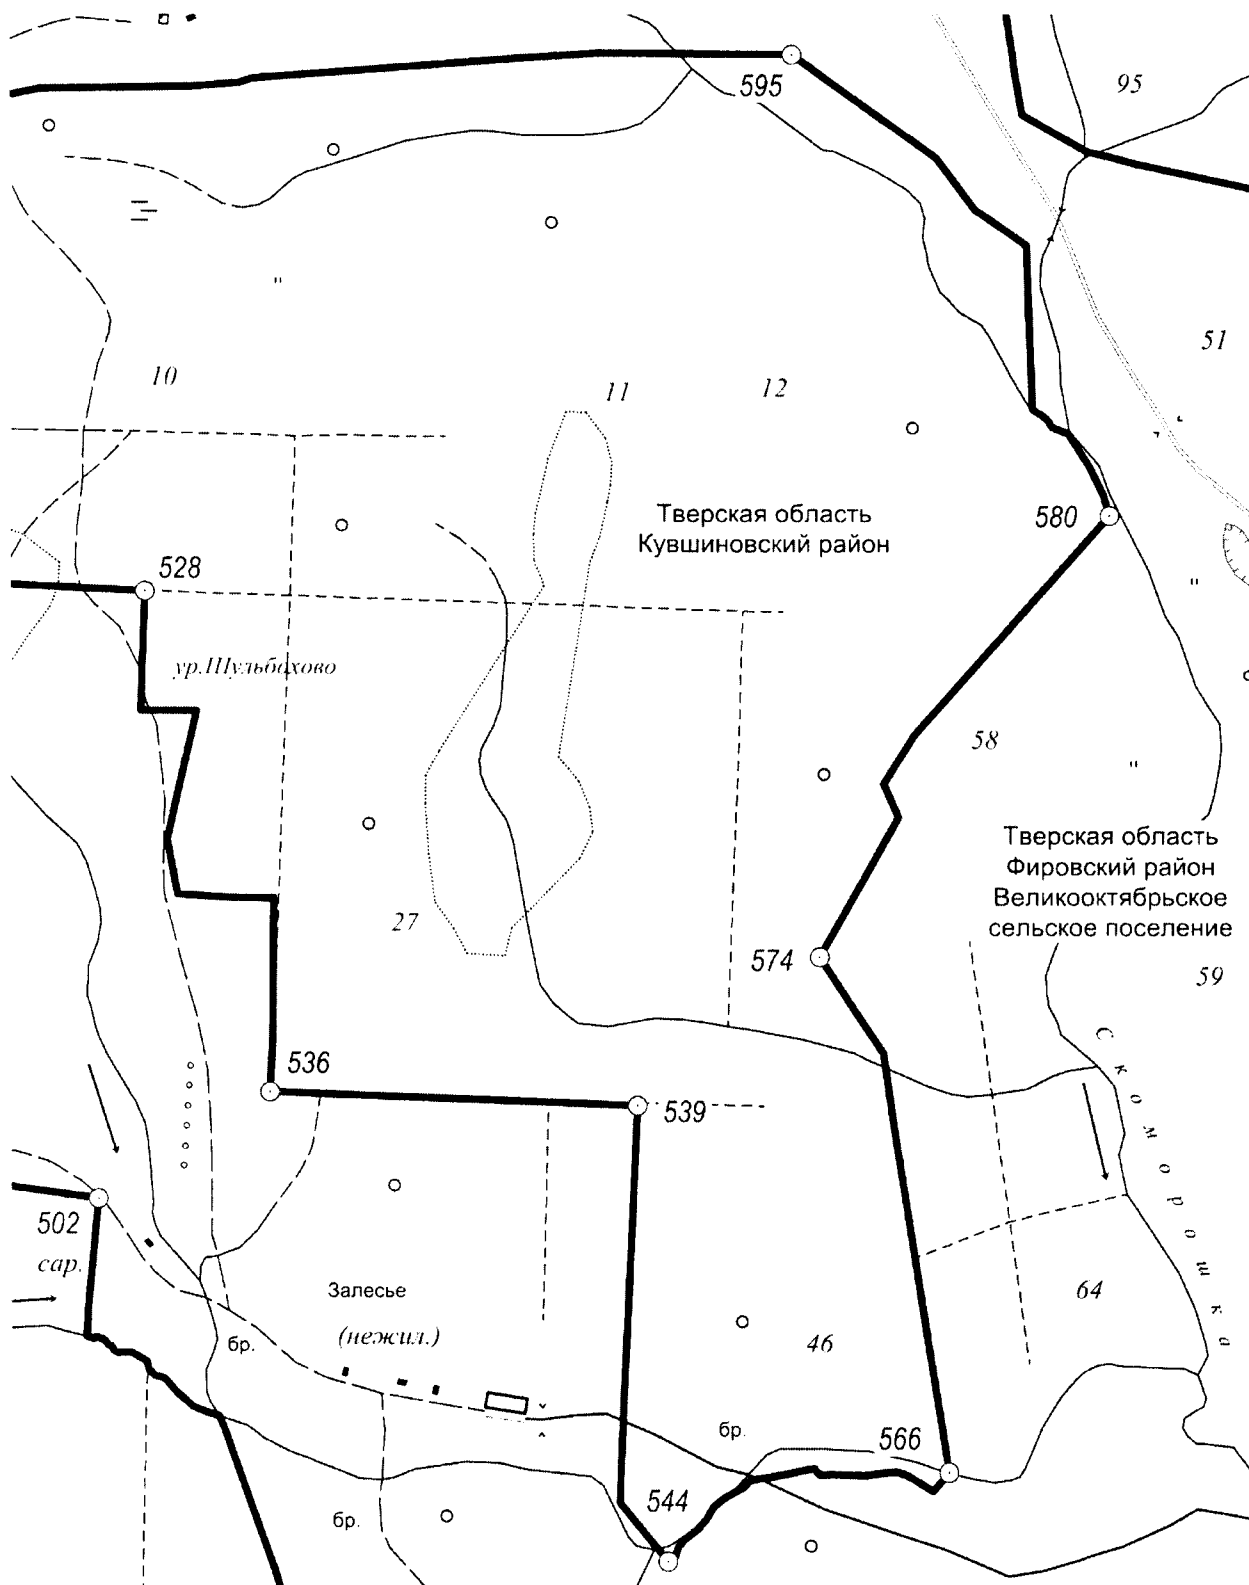 595
95
51
10
11
12
Тверская область
Кувшиновский район
580
528
ур.Шульбахово
58
Тверская область
Фировский район
Великооктябрьское
сельское поселение
27
574
59
Скоморошка
536
539
502
сар.
Залесье
(нежил.)
бр.
64
46
бр.
566
544
бр.